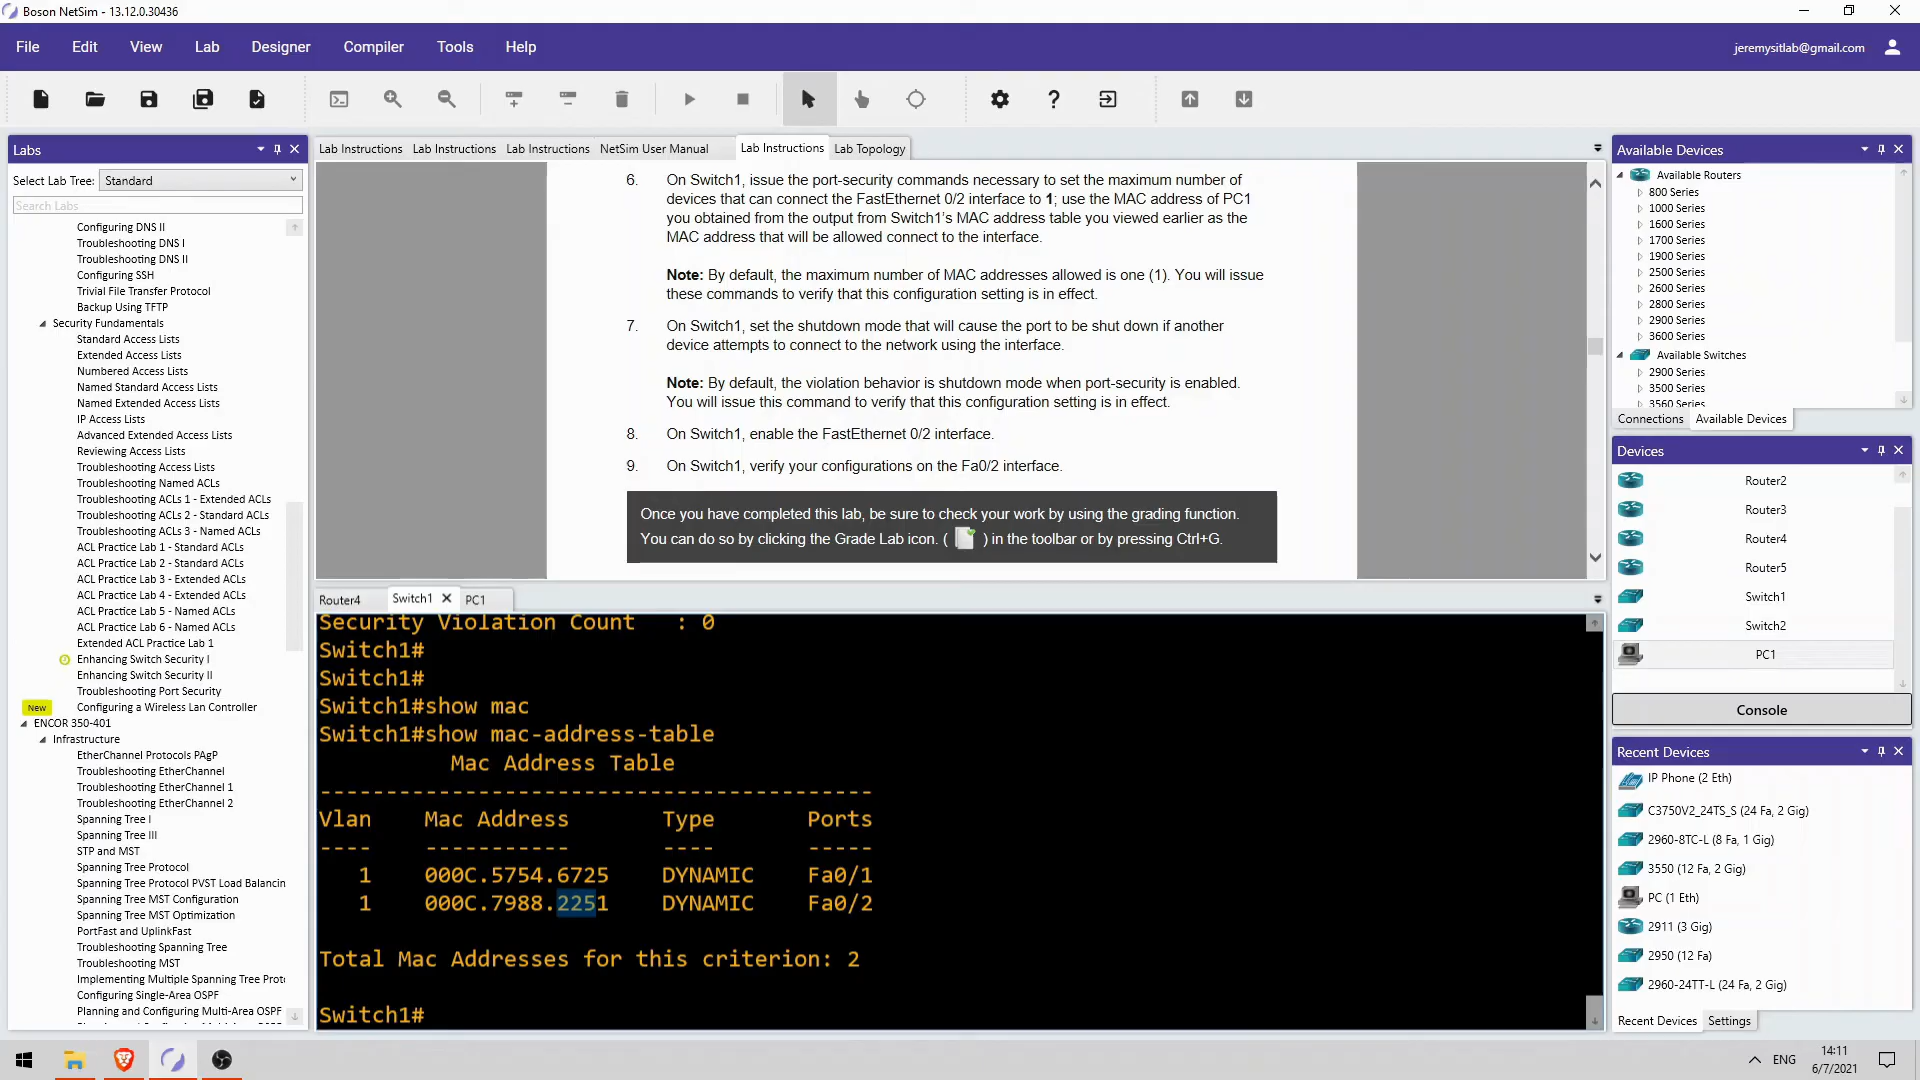 Boson NetSim - 13.12.0.30436
File Edit View Lab Designer Compiler Tools Help
jeremysitlab@gmail.com
Labs
Select Lab Tree: Standard
Search Labs
Configuring DNS II
Troubleshooting DNS I
Troubleshooting DNS II
Configuring SSH
Trivial File Transfer Protocol
Backup Using TFTP
Security Fundamentals
Standard Access Lists
Extended Access Lists
Numbered Access Lists
Named Standard Access Lists
Named Extended Access Lists
IP Access Lists
Advanced Extended Access Lists
Reviewing Access Lists
Troubleshooting Access Lists
Troubleshooting Named ACLs
Troubleshooting ACLs 1 - Extended ACLs
Troubleshooting ACLs 2 - Standard ACLs
Troubleshooting ACLs 3 - Named ACLs
ACL Practice Lab 1 - Standard ACLs
ACL Practice Lab 2 - Standard ACLs
ACL Practice Lab 3 - Extended ACLs
ACL Practice Lab 4 - Extended ACLs
ACL Practice Lab 5 - Named ACLs
ACL Practice Lab 6 - Named ACLs
Extended ACL Practice Lab 1
Enhancing Switch Security I
Enhancing Switch Security II
Troubleshooting Port Security
New Configuring a Wireless Lan Controller
ENCOR 350-401
Infrastructure
EtherChannel Protocols PAgP
Troubleshooting EtherChannel
Troubleshooting EtherChannel 1
Troubleshooting EtherChannel 2
Spanning Tree I
Spanning Tree III
STP and MST
Spanning Tree Protocol
Spanning Tree Protocol PVST Load Balancin
Spanning Tree MST Configuration
Spanning Tree MST Optimization
PortFast and UplinkFast
Troubleshooting Spanning Tree
Troubleshooting MST
Implementing Multiple Spanning Tree Proto
Configuring Single-Area OSPF
Planning and Configuring Multi-Area OSPF
Lab Instructions Lab Instructions Lab Instructions NetSim User Manual Lab Instructions Lab Topology
6. On Switch1, issue the port-security commands necessary to set the maximum number of
devices that can connect the FastEthernet 0/2 interface to 1; use the MAC address of PC1
you obtained from the output from Switch1's MAC address table you viewed earlier as the
MAC address that will be allowed connect to the interface.
Note: By default, the maximum number of MAC addresses allowed is one (1). You will issue
these commands to verify that this configuration setting is in effect.
7. On Switch1, set the shutdown mode that will cause the port to be shut down if another
device attempts to connect to the network using the interface.
Note: By default, the violation behavior is shutdown mode when port-security is enabled.
You will issue this command to verify that this configuration setting is in effect.
8. On Switch1, enable the FastEthernet 0/2 interface.
9. On Switch1, verify your configurations on the Fa0/2 interface.
Once you have completed this lab, be sure to check your work by using the grading function.
You can do so by clicking the Grade Lab icon. ( ) in the toolbar or by pressing Ctrl+G.
Router4 Switch1 PC1
Security Violation Count : 0
Switch1#
Switch1#
Switch1#show mac
Switch1#show mac-address-table
Mac Address Table
-------------------------------------------
Vlan Mac Address Type Ports
---- ----------- ---- -----
1 000C.5754.6725 DYNAMIC Fa0/1
1 000C.7988.2251 DYNAMIC Fa0/2
Total Mac Addresses for this criterion: 2
Switch1#
Available Devices
Available Routers
800 Series
1000 Series
1600 Series
1700 Series
1900 Series
2500 Series
2600 Series
2800 Series
2900 Series
3600 Series
Available Switches
2900 Series
3500 Series
3560 Series
Connections Available Devices
Devices
Router2
Router3
Router4
Router5
Switch1
Switch2
PC1
Console
Recent Devices
IP Phone (2 Eth)
C3750V2_24TS_S (24 Fa, 2 Gig)
2960-8TC-L (8 Fa, 1 Gig)
3550 (12 Fa, 2 Gig)
PC (1 Eth)
2911 (3 Gig)
2950 (12 Fa)
2960-24TT-L (24 Fa, 2 Gig)
Recent Devices Settings
ENG
14:11
6/7/2021